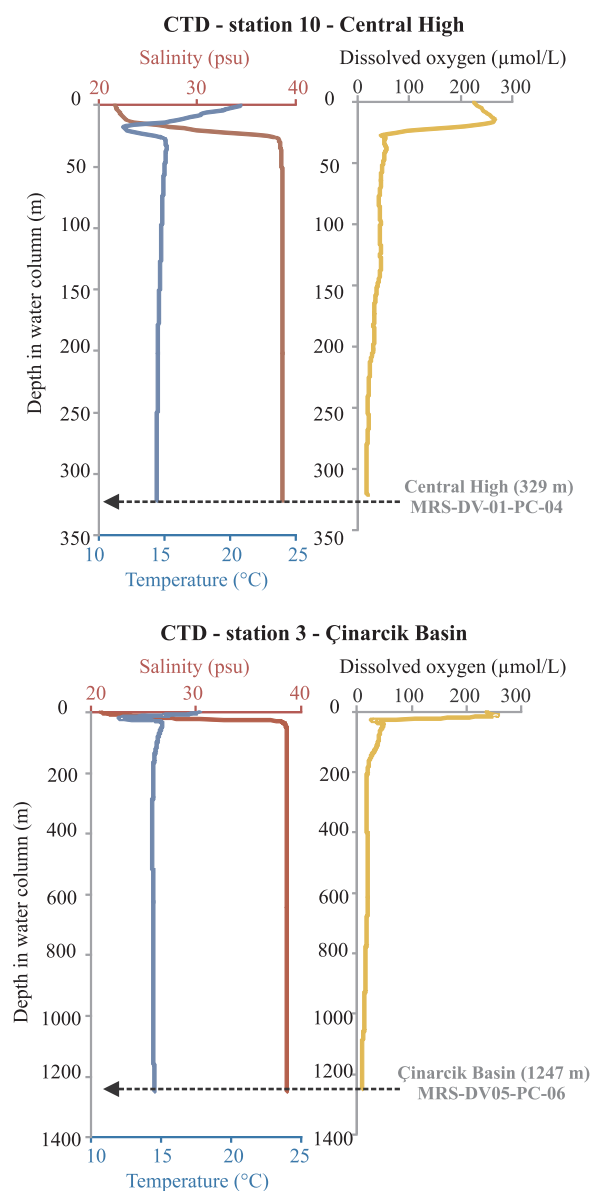 CTD - station 10 - Central High
Salinity (psu)
Dissolved oxygen (µmol/L)
20 30 40
0 100 200 300
0
50
100
150
200
250
300
350
Depth in water column (m)
0
50
100
150
200
250
300
350
Central High (329 m)
MRS-DV-01-PC-04
10 15 20 25
Temperature (°C)
CTD - station 3 - Çinarcik Basin
Salinity (psu)
Dissolved oxygen (µmol/L)
20 30 40
0 100 200 300
0
200
400
600
800
1000
1200
1400
Depth in water column (m)
0
200
400
600
800
1000
1200
1400
Çinarcik Basin (1247 m)
MRS-DV05-PC-06
10 15 20 25
Temperature (°C)